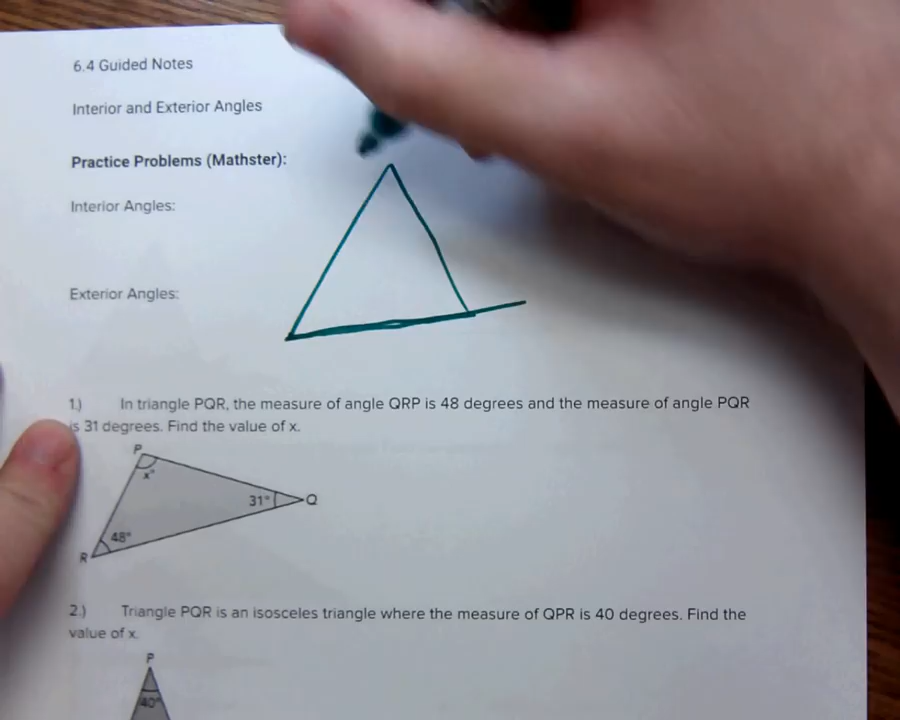 6.4 Guided Notes
Interior and Exterior Angles
Practice Problems (Mathster):
Interior Angles:
Exterior Angles:
1.) In triangle PQR, the measure of angle QRP is 48 degrees and the measure of angle PQR
is 31 degrees. Find the value of x.
P
x°
31°
Q
48°
R
2.) Triangle PQR is an isosceles triangle where the measure of QPR is 40 degrees. Find the
value of x.
P
40°